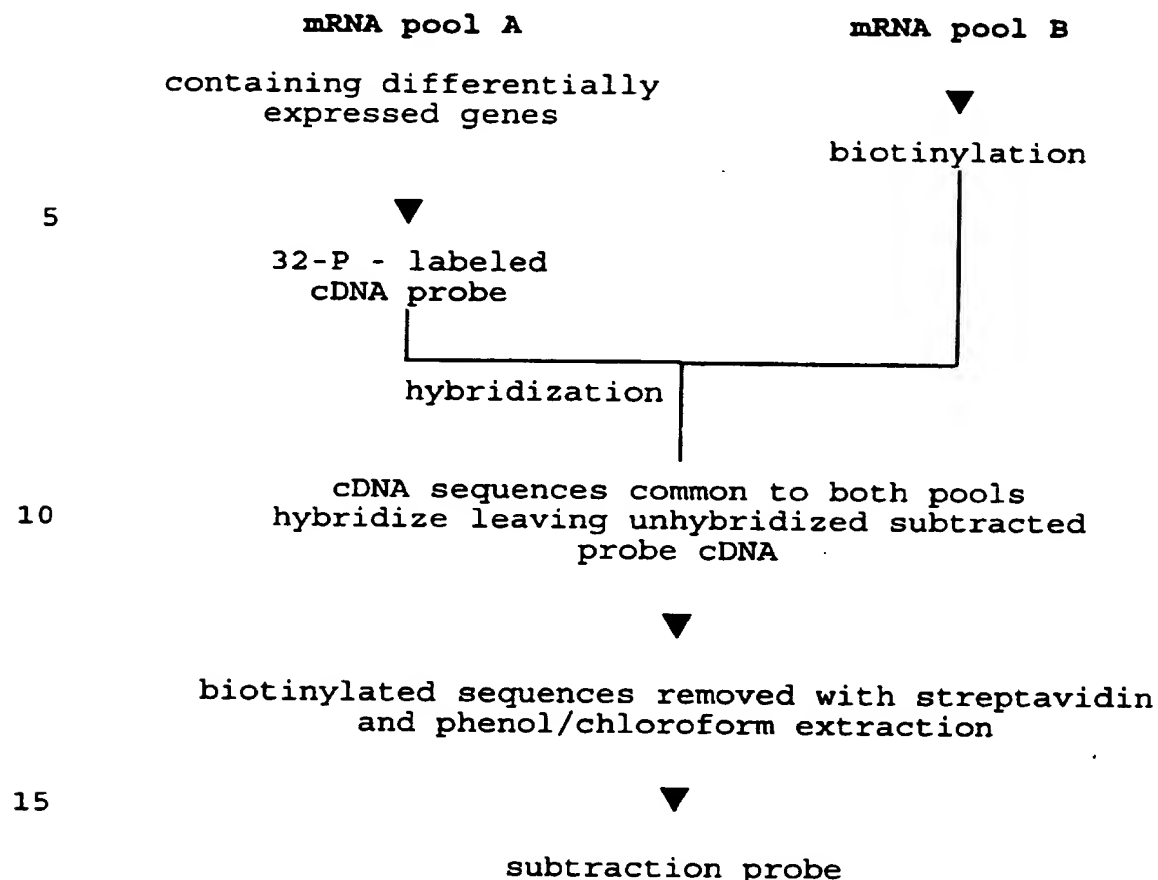 mRNA pool A
mRNA pool B
containing differentially
expressed genes
biotinylation
5
32-P - labeled
cDNA probe
hybridization
cDNA sequences common to both pools
10
hybridize leaving unhybridized subtracted
probe cDNA
biotinylated sequences removed with streptavidin
and phenol/chloroform extraction
15
subtraction probe